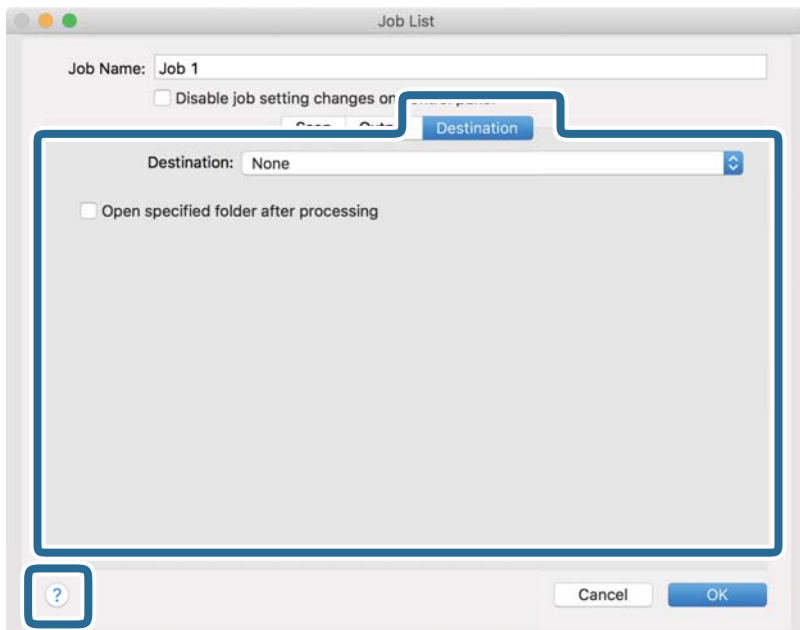 Job List
Job Name: Job 1
Disable job setting changes on
Destination
Destination: None
Open specified folder after processing
?
Cancel OK